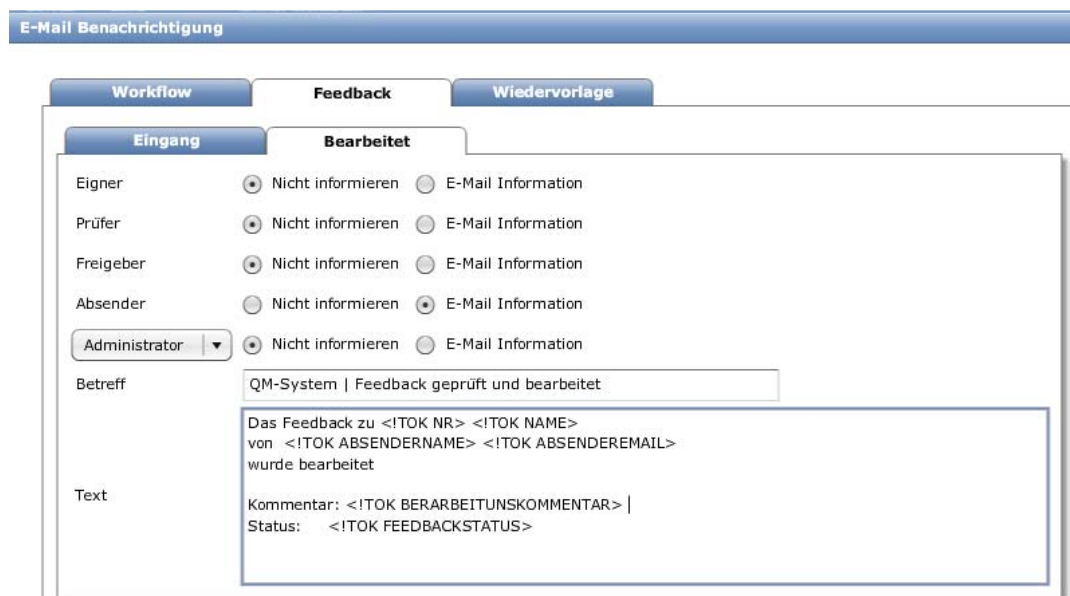 E-Mail Benachrichtigung
Workflow Feedback Wiedervorlage
Eingang Bearbeitet
Eigner Nicht informieren E-Mail Information
Prüfer Nicht informieren E-Mail Information
Freigeber Nicht informieren E-Mail Information
Absender Nicht informieren E-Mail Information
Administrator Nicht informieren E-Mail Information
Betreff QM-System | Feedback geprüft und bearbeitet
Das Feedback zu <!TOK NR> <!TOK NAME>
von <!TOK ABSENDERNAME> <!TOK ABSENDEREMAIL>
wurde bearbeitet
Text
Kommentar: <!TOK BERARBEITUNSKOMMENTAR>
Status: <!TOK FEEDBACKSTATUS>